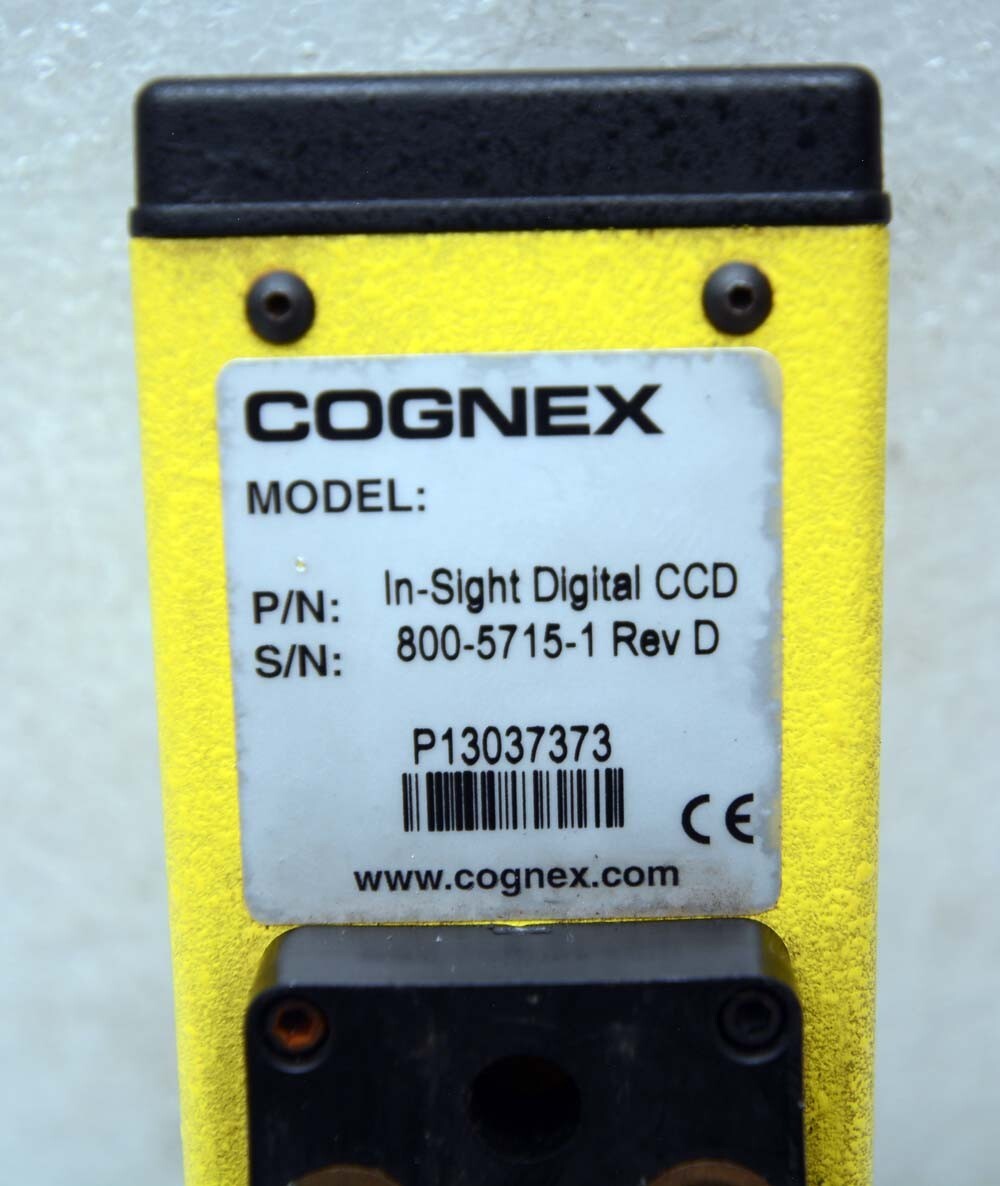 COGNEX
MODEL:
In-Sight Digital CCD
P/N:
800-5715-1 Rev D
S/N:
P13037373
CE
www.cognex.com